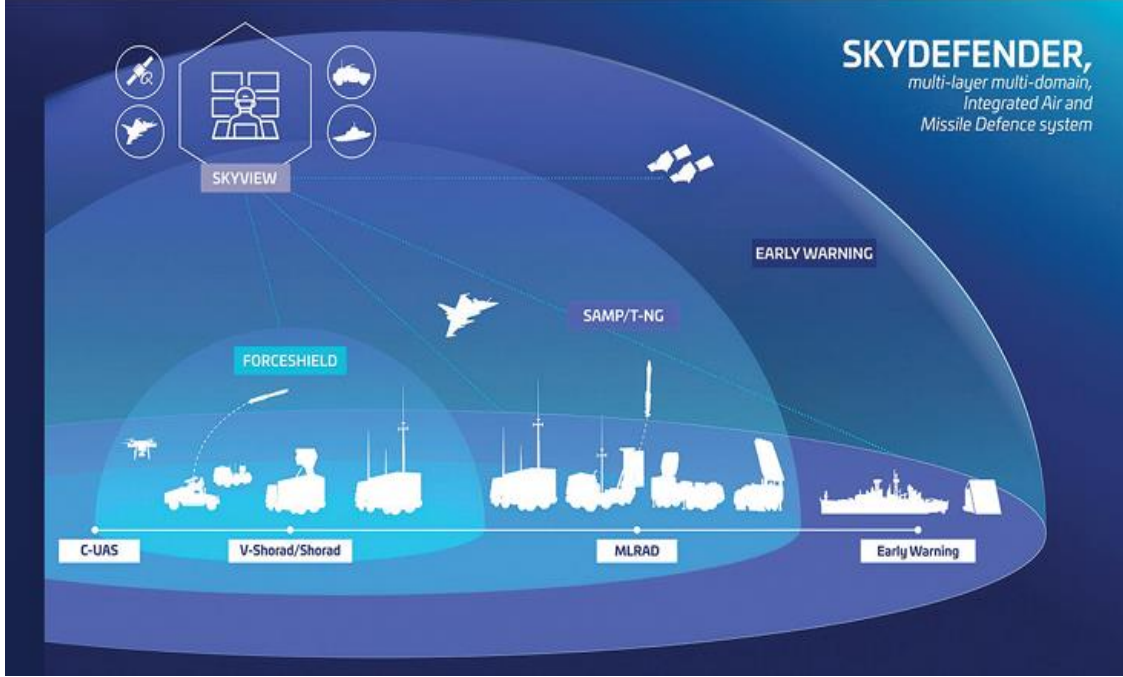 SKYDEFENDER,
multi-layer multi-domain,
Integrated Air and
Missile Defence system
SKYVIEW
EARLY WARNING
SAMP/T-NG
FORCESHIELD
C-UAS
V-Shorad/Shorad
MLRAD
Early Warning